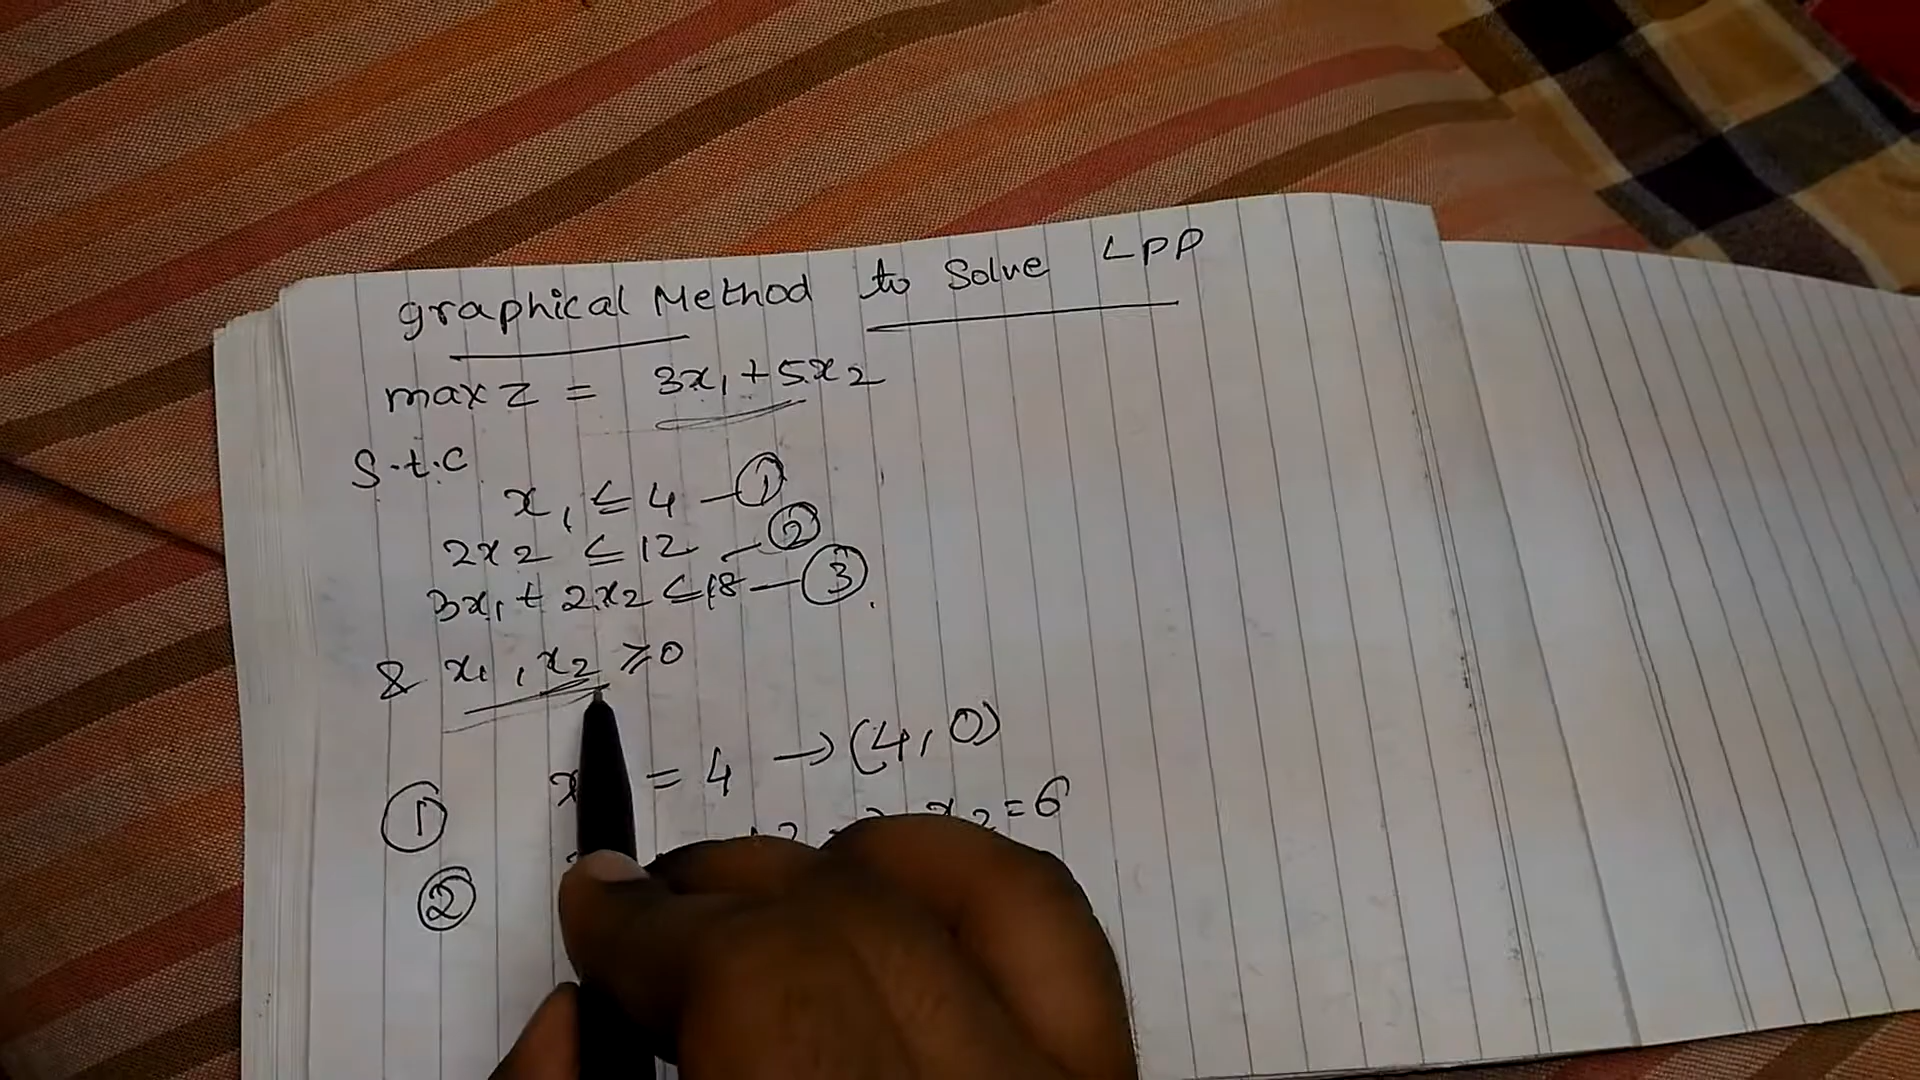 graphical Method to Solve LPP
max z = 3x₁ + 5x₂
S.t.c
x₁ ≤ 4 — ①
2x₂ ≤ 12 — ②
3x₁ + 2x₂ ≤ 18 — ③
& x₁, x₂ ≥ 0
① x = 4 → (4, 0)
② x₂ = 6